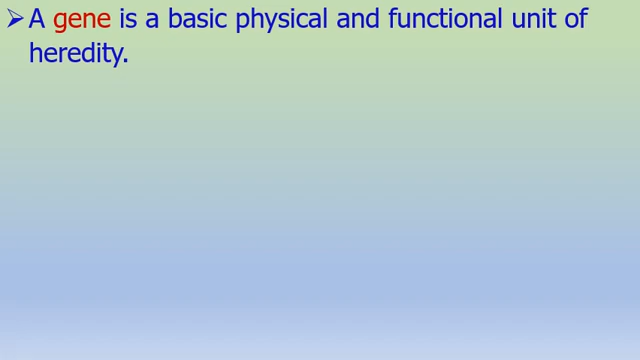 ➢A gene is a basic physical and functional unit of
heredity.